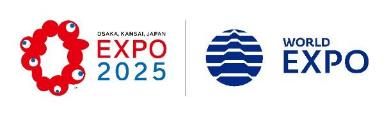 OSAKA, KANSAI, JAPAN
EXPO
2025
WORLD
EXPO